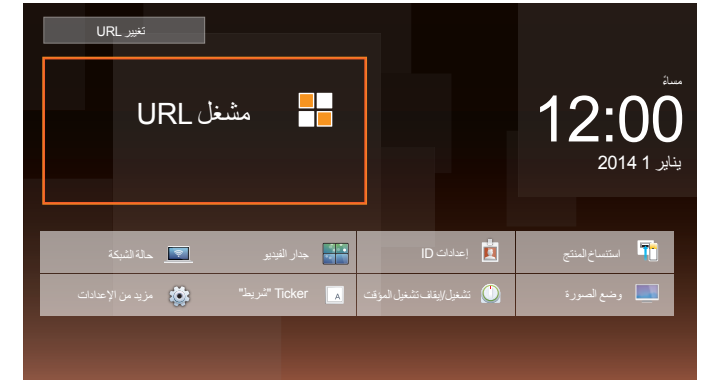 تغيير URL
مشغل URL
مساءً
12:00
يناير 1 2014
استنساخ المنتج
إعدادات ID
جدار الفيديو
حالة الشبكة
وضع الصورة
تشغيل/إيقاف تشغيل المؤقت
Ticker "شريط"
A
مزيد من الإعدادات